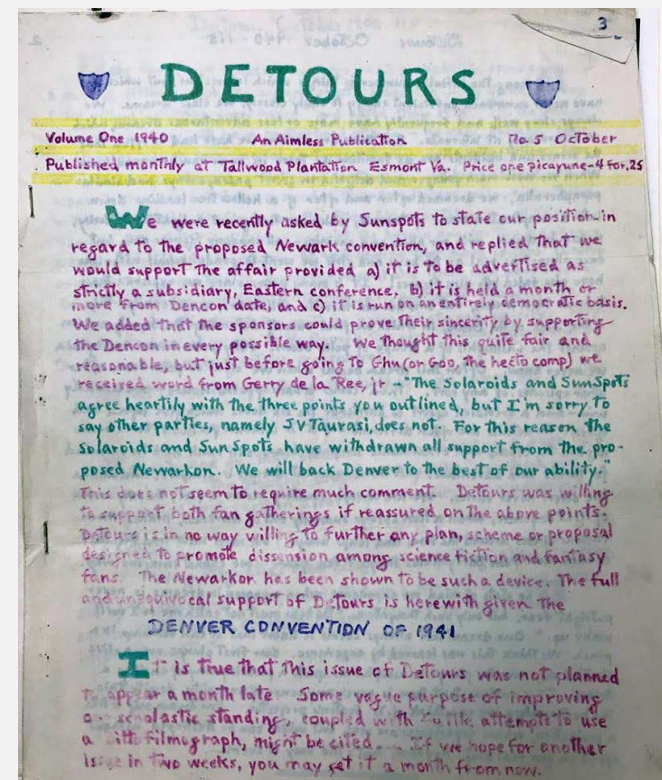 3
DETOURS
Volume One 1940 An Aimless Publication No. 5 October
Published monthly at Tallwood Plantation Esmont Va. Price one picayune-4 for .25
We were recently asked by Sunspots to state our position in
regard to the proposed Newark convention, and replied that we
would support the affair provided a) it is to be advertised as
strictly a subsidiary, Eastern conference, b) it is held a month or
more from Dencon date, and c) it is run on an entirely democratic basis.
We added that the sponsors could prove their sincerity by supporting
the Dencon in every possible way. We thought this quite fair and
reasonable, but just before going to Ghu (or Goo, the hecto comp) we
received word from Gerry de la Ree, jr - "The Solaroids and SunSpots
agree heartily with the three points you outlined, but I'm sorry to
say other parties, namely JV Taurasi, does not. For this reason the
Solaroids and SunSpots have withdrawn all support from the pro-
posed Newarkon. We will back Denver to the best of our ability."
This does not seem to require much comment. Detours was willing
to support both fan gatherings if reassured on the above points.
Detours is in no way willing to further any plan, scheme or proposal
designed to promote dissension among science fiction and fantasy
fans. The Newarkon has been shown to be such a device. The full
and unequivocal support of Detours is herewith given the
DENVER CONVENTION OF 1941
It is true that this issue of Detours was not planned
to appear a month late Some vague purpose of improving
our scholastic standing, coupled with futile attempts to use
a filmograph, might be cited... If we hope for another
issue in two weeks, you may get it a month from now.